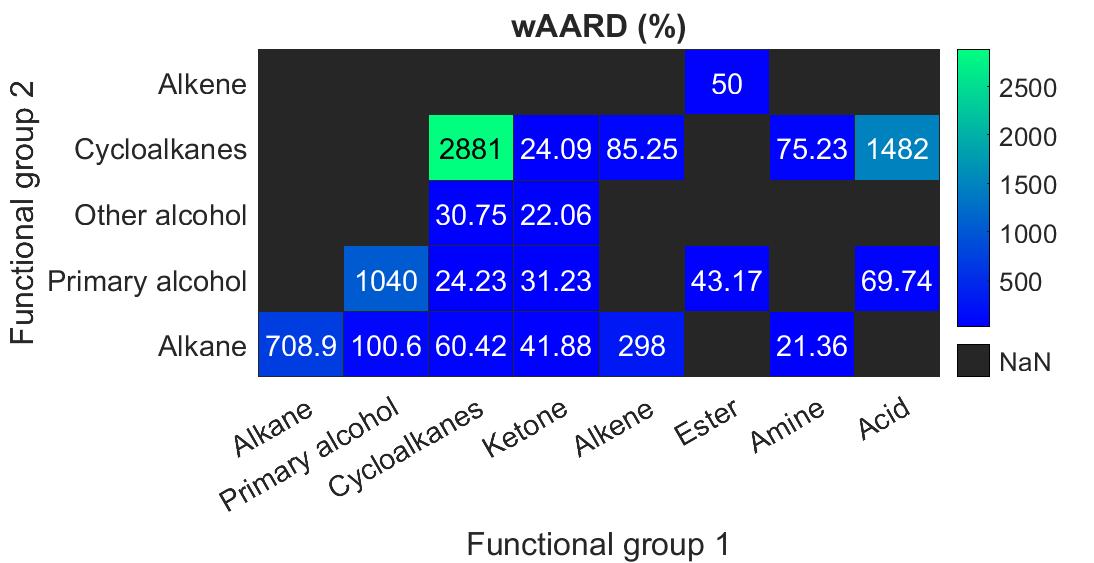 wAARD (%)
Functional group 2
Alkene 50
Cycloalkanes 2881 24.09 85.25 75.23 1482
Other alcohol 30.75 22.06
Primary alcohol 1040 24.23 31.23 43.17 69.74
Alkane 708.9 100.6 60.42 41.88 298 21.36
Alkane Primary alcohol Cycloalkanes Ketone Alkene Ester Amine Acid
Functional group 1
2500
2000
1500
1000
500
NaN